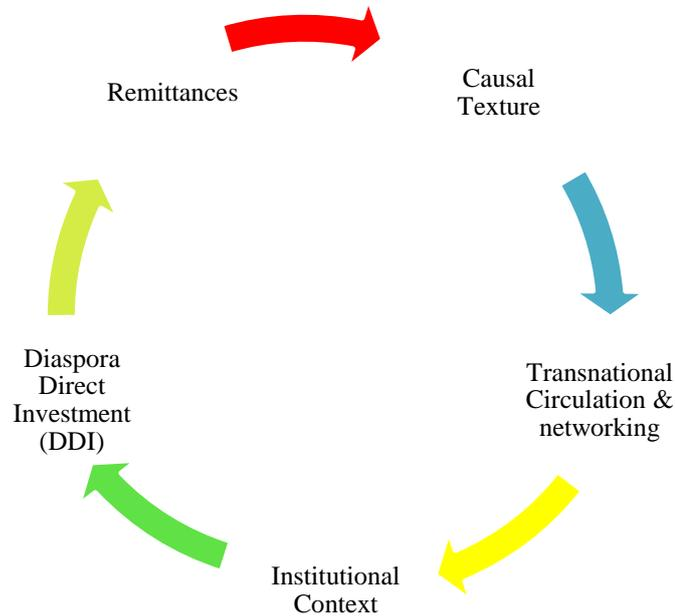 Remittances
Causal
Texture
Transnational
Circulation &
networking
Institutional
Context
Diaspora
Direct
Investment
(DDI)